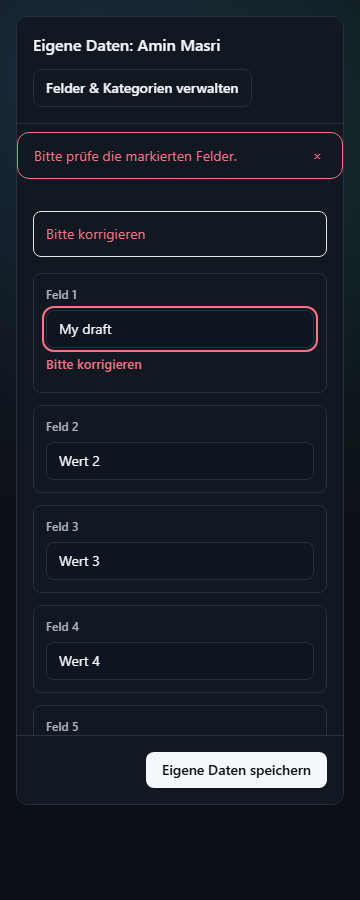 Eigene Daten: Amin Masri
Felder & Kategorien verwalten
Bitte prüfe die markierten Felder.
×
Bitte korrigieren
Feld 1
My draft
Bitte korrigieren
Feld 2
Wert 2
Feld 3
Wert 3
Feld 4
Wert 4
Feld 5
Eigene Daten speichern